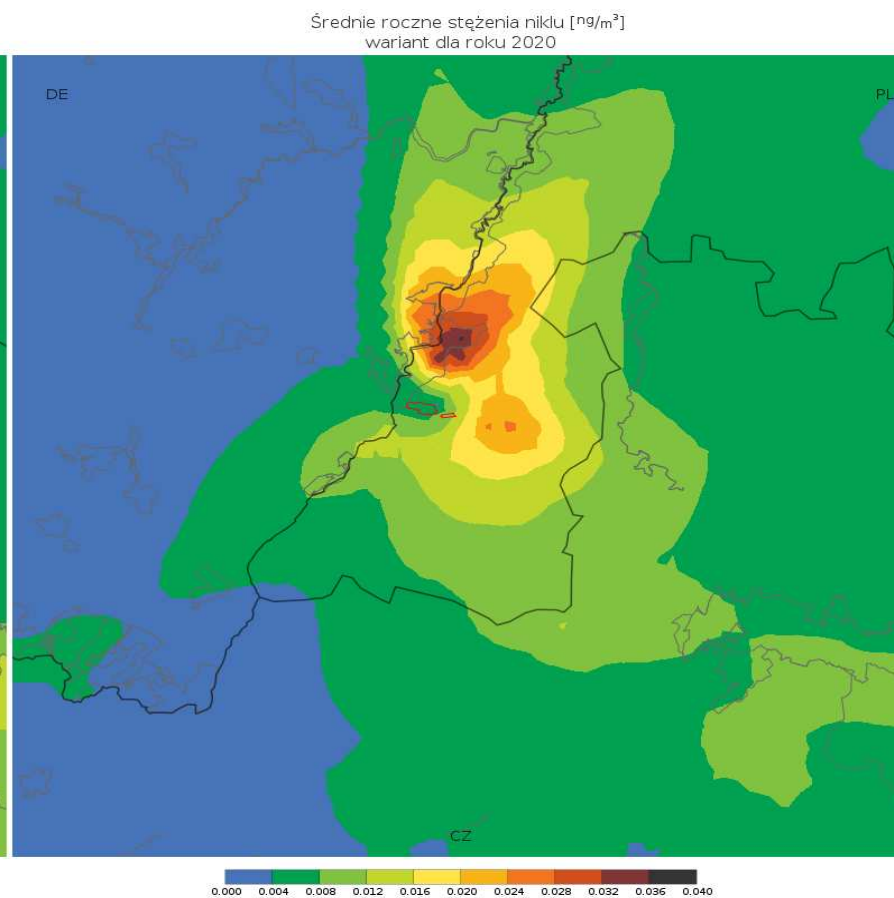 Średnie roczne stężenia niklu [ng/m³]
wariant dla roku 2020
DE
PL
CZ
0.000 0.004 0.008 0.012 0.016 0.020 0.024 0.028 0.032 0.036 0.040